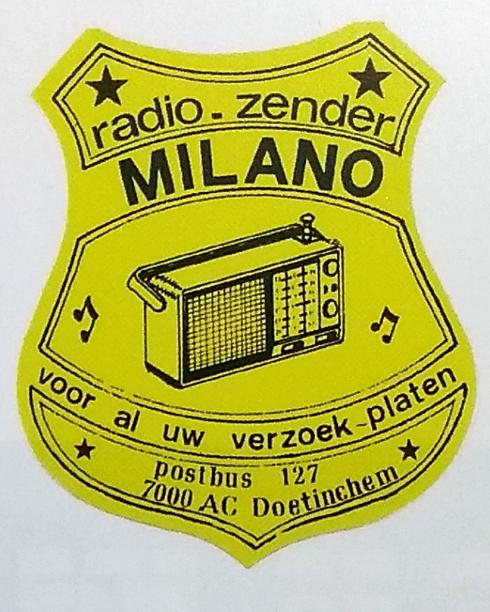 radio-zender
MILANO
voor al uw verzoek-platen
postbus 127
7000 AC Doetinchem